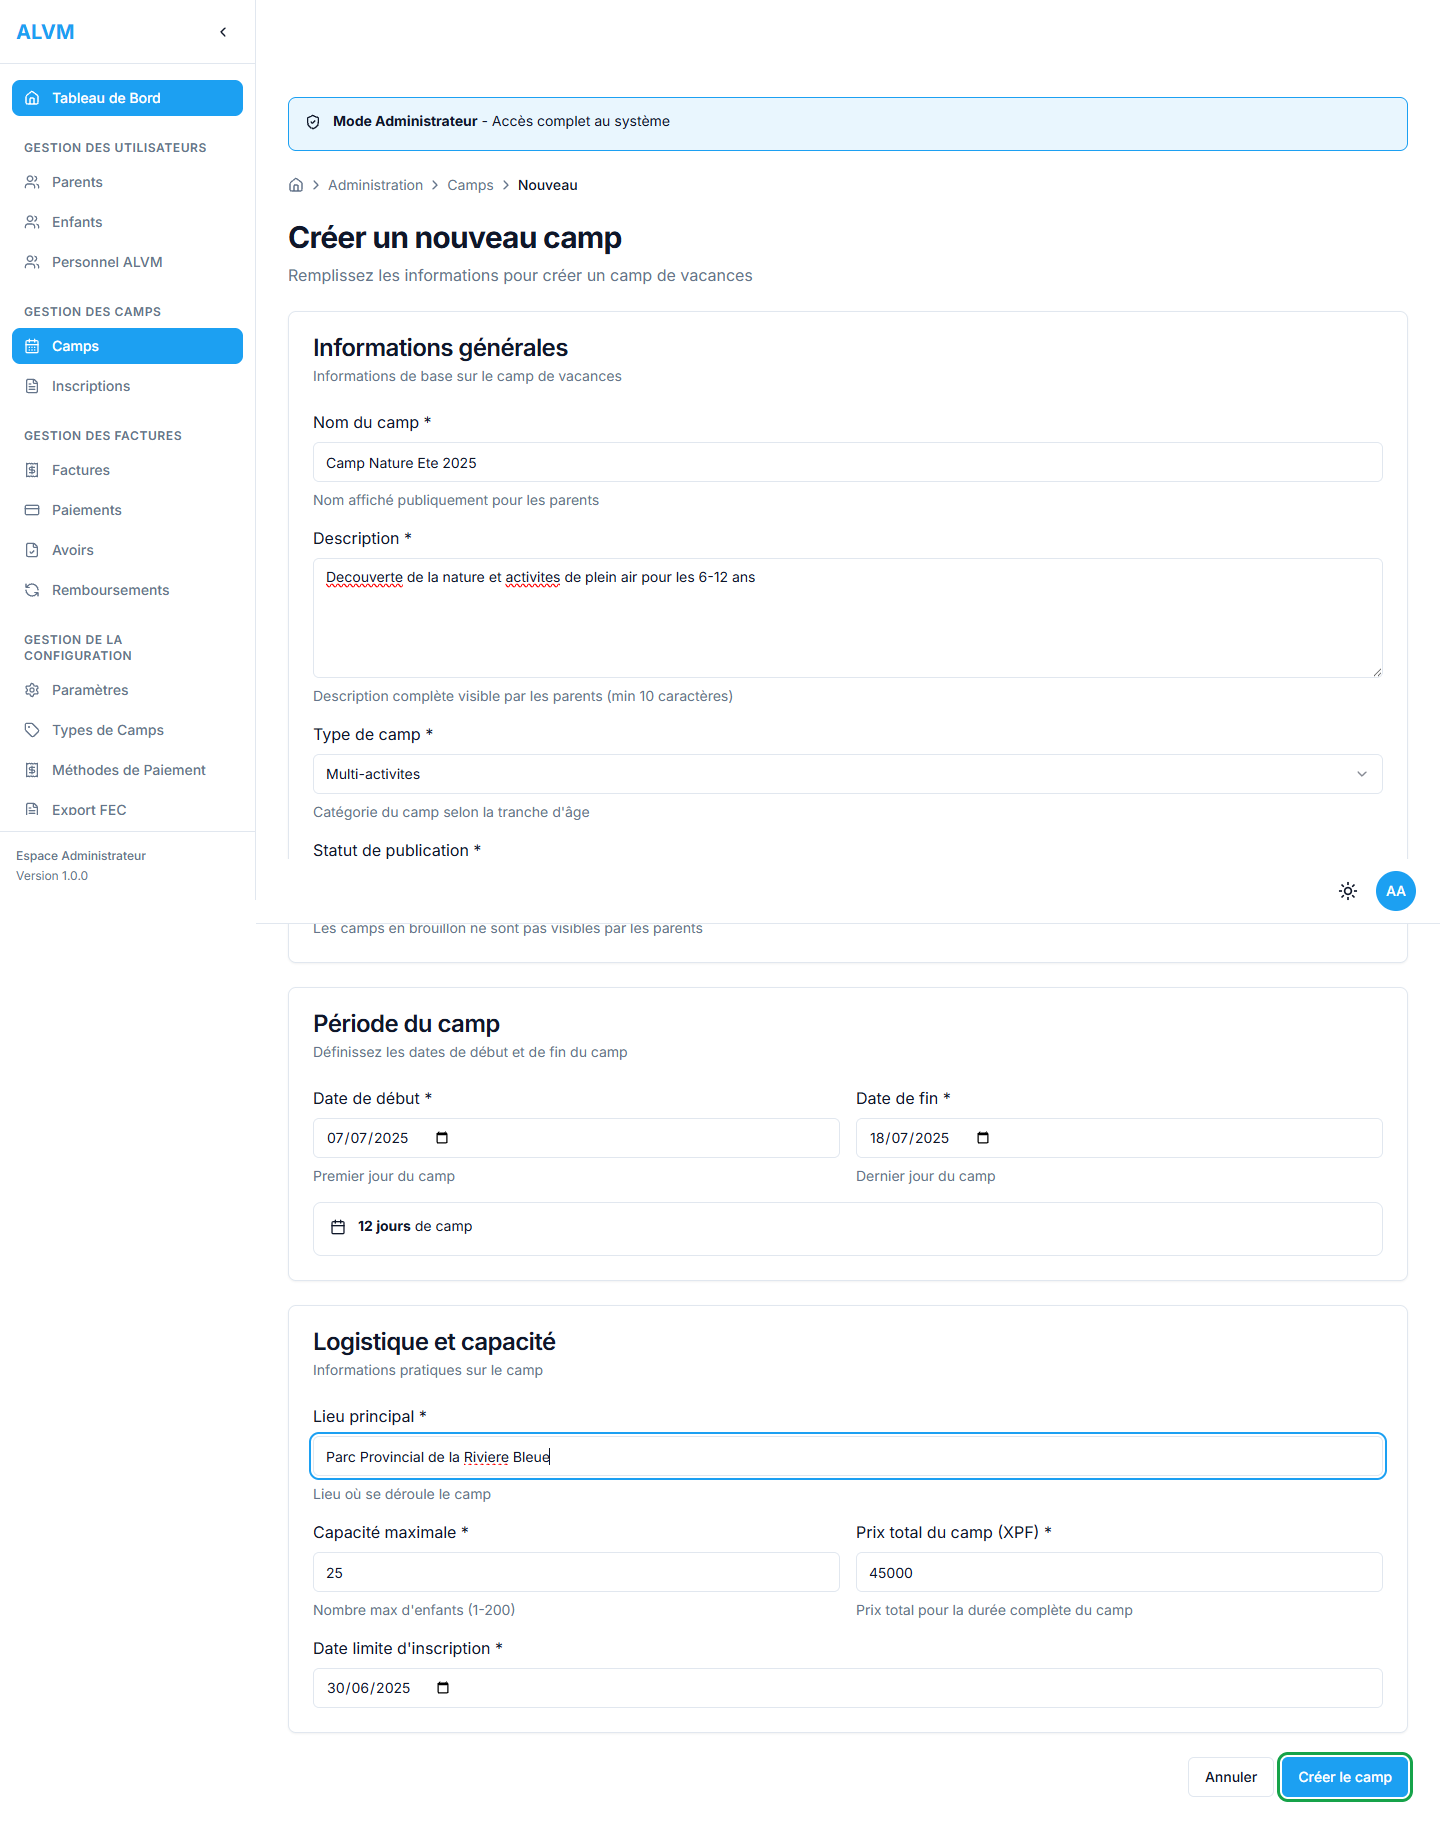 ALVM
Tableau de Bord
GESTION DES UTILISATEURS
Parents
Enfants
Personnel ALVM
GESTION DES CAMPS
Camps
Inscriptions
GESTION DES FACTURES
Factures
Paiements
Avoirs
Remboursements
GESTION DE LA
CONFIGURATION
Paramètres
Types de Camps
Méthodes de Paiement
Export FEC
Espace Administrateur
Version 1.0.0
Mode Administrateur - Accès complet au système
Administration > Camps > Nouveau
Créer un nouveau camp
Remplissez les informations pour créer un camp de vacances
Informations générales
Informations de base sur le camp de vacances
Nom du camp *
Camp Nature Ete 2025
Nom affiché publiquement pour les parents
Description *
Decouverte de la nature et activites de plein air pour les 6-12 ans
Description complète visible par les parents (min 10 caractères)
Type de camp *
Multi-activites
Catégorie du camp selon la tranche d'âge
Statut de publication *
AA
Les camps en brouillon ne sont pas visibles par les parents
Période du camp
Définissez les dates de début et de fin du camp
Date de début *
07/07/2025
Premier jour du camp
Date de fin *
18/07/2025
Dernier jour du camp
12 jours de camp
Logistique et capacité
Informations pratiques sur le camp
Lieu principal *
Parc Provincial de la Riviere Bleue
Lieu où se déroule le camp
Capacité maximale *
25
Nombre max d'enfants (1-200)
Prix total du camp (XPF) *
45000
Prix total pour la durée complète du camp
Date limite d'inscription *
30/06/2025
Annuler
Créer le camp